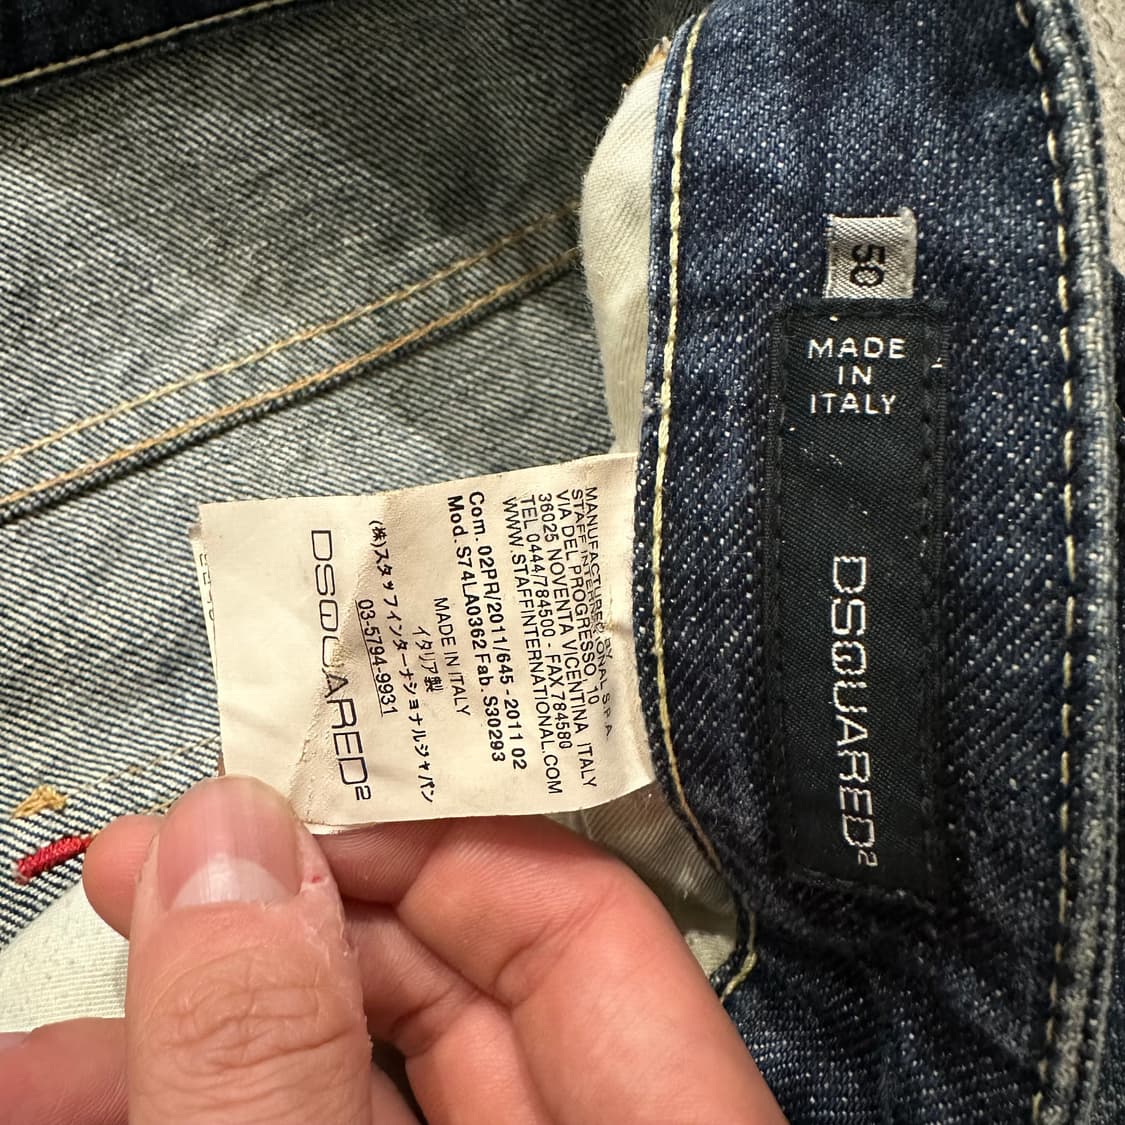 50
MADE
IN
ITALY
DSQUARED2
MANUFACTURED BY
STAFF INTERNATIONAL S.P.A.
VIA DEL PROGRESSO, 10
36025 NOVENTA VICENTINA ITALY
TEL 0444/784500 - FAX 784580
WWW.STAFFINTERNATIONAL.COM
Com. 02PR/2011/645 - 2011 02
Mod. S74LA0362 Fab. S30293
MADE IN ITALY
イタリア製
(株)スタッフインターナショナルジャパン
03-5794-9931
DSQUARED2